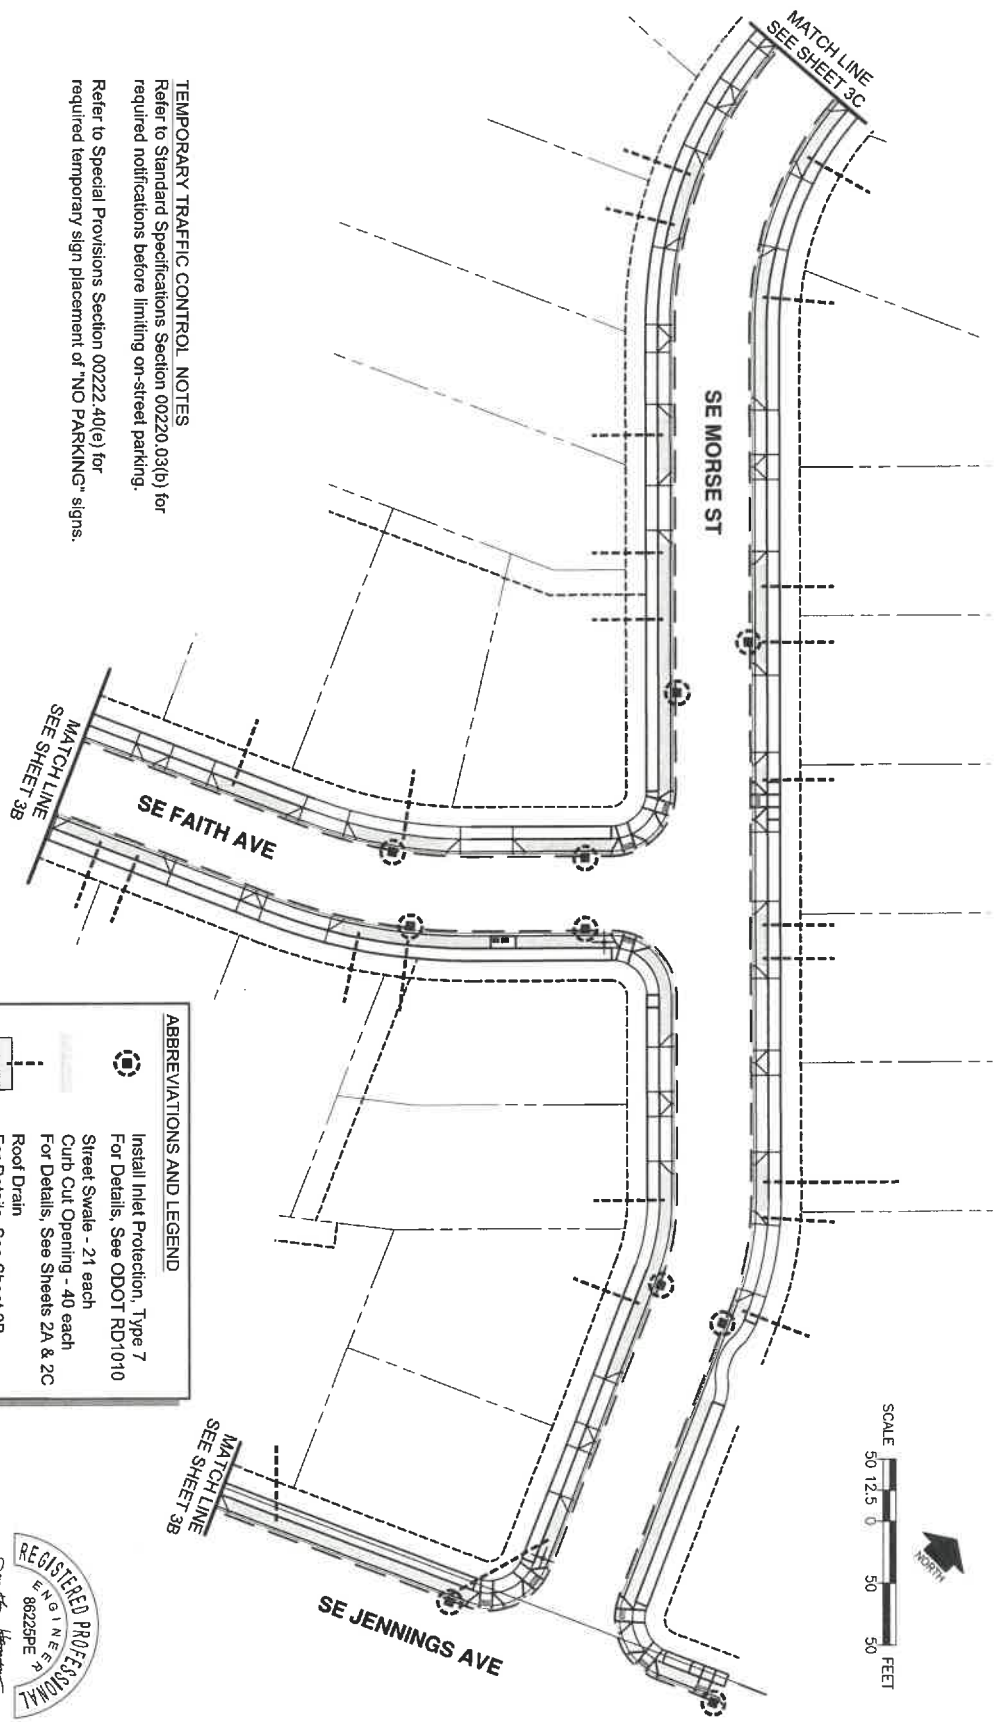 MATCH LINE
SEE SHEET 3C
SE MORSE ST
TEMPORARY TRAFFIC CONTROL NOTES
Refer to Standard Specifications Section 00220.03(b) for
required notifications before limiting on-street parking.
Refer to Special Provisions Section 00222.40(e) for
required temporary sign placement of "NO PARKING" signs.
MATCH LINE
SEE SHEET 3B
SE FAITH AVE
ABBREVIATIONS AND LEGEND
Install Inlet Protection, Type 7
For Details, See ODOT RD1010
Street Swale - 21 each
Curb Cut Opening - 40 each
For Details, See Sheets 2A & 2C
Roof Drain
MATCH LINE
SEE SHEET 3B
SE JENNINGS AVE
SCALE
50 12.5 0 50 50 FEET
NORTH
REGISTERED PROFESSIONAL
ENGINEER
86225PE